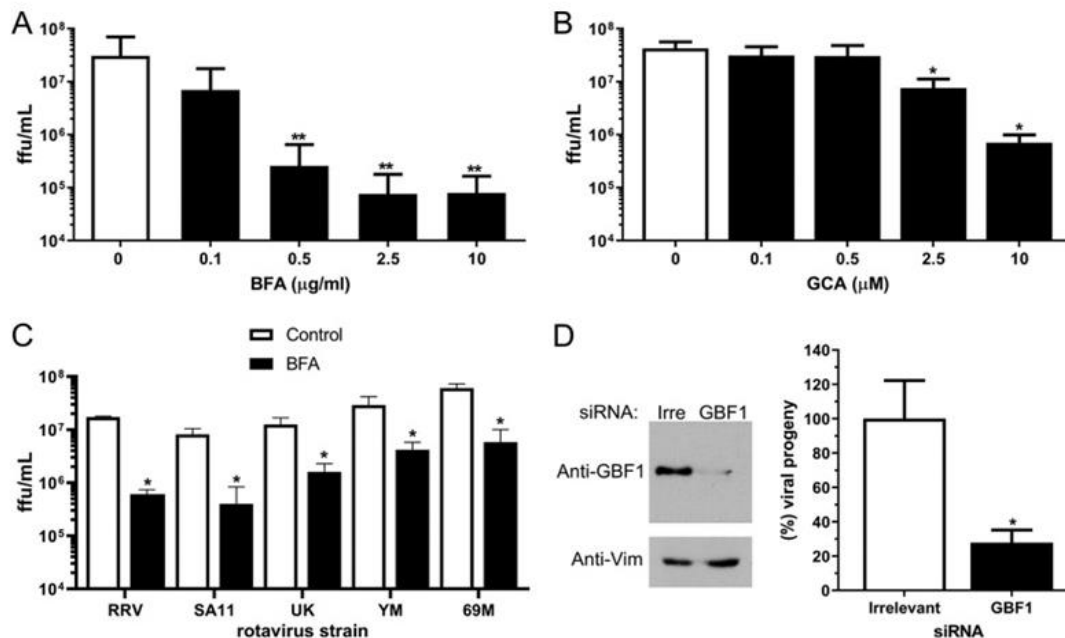 A
ffu/mL
10⁸
10⁷
10⁶
10⁵
10⁴
**
**
**
0
0.1
0.5
2.5
10
BFA (µg/ml)
B
ffu/mL
10⁸
10⁷
10⁶
10⁵
10⁴
*
*
0
0.1
0.5
2.5
10
GCA (µM)
C
Control
BFA
ffu/mL
10⁸
10⁷
10⁶
10⁵
10⁴
*
*
*
*
*
RRV
SA11
UK
YM
69M
rotavirus strain
D
siRNA: Irre GBF1
Anti-GBF1
Anti-Vim
(%) viral progeny
140
120
100
80
60
40
20
0
*
Irrelevant
GBF1
siRNA